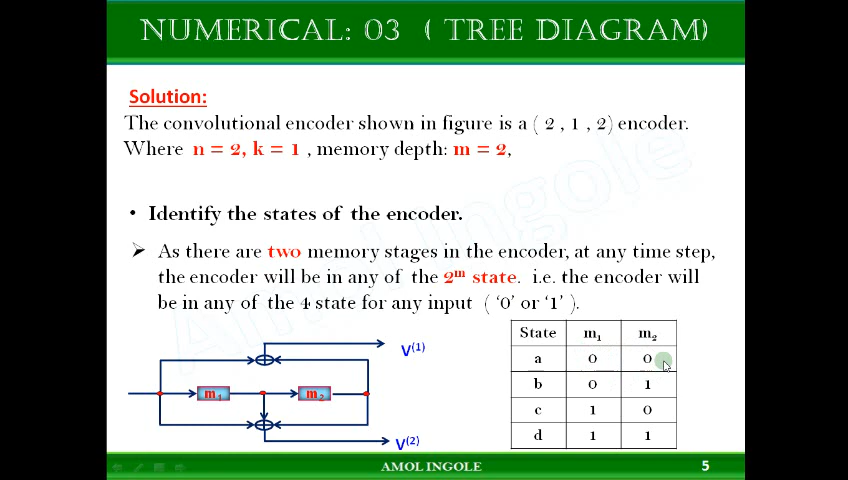 NUMERICAL: 03 ( TREE DIAGRAM)
Solution:
The convolutional encoder shown in figure is a ( 2 , 1 , 2) encoder.
Where n = 2, k = 1 , memory depth: m = 2,
• Identify the states of the encoder.
➢ As there are two memory stages in the encoder, at any time step,
the encoder will be in any of the 2^m state. i.e. the encoder will
be in any of the 4 state for any input ( ‘0’ or ‘1’ ).
State m₁ m₂
a 0 0
b 0 1
c 1 0
d 1 1
V⁽¹⁾
m₁ m₂
V⁽²⁾
Amol Ingole
AMOL INGOLE 5